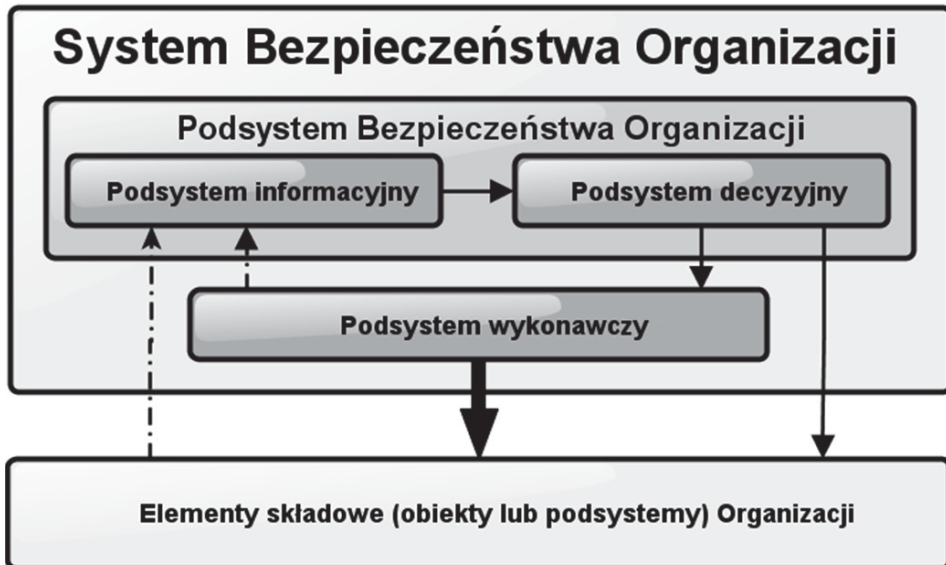 System Bezpieczeństwa Organizacji
Podsystem Bezpieczeństwa Organizacji
Podsystem informacyjny
Podsystem decyzyjny
Podsystem wykonawczy
Elementy składowe (obiekty lub podsystemy) Organizacji